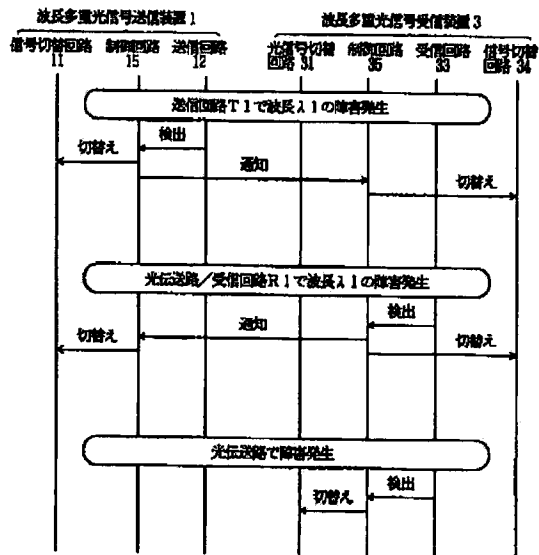 波長多重光信号送信装置1
波長多重光信号受信装置3
信号切替回路 制御回路 送信回路
11 15 12
光信号切替 制御回路 受信回路 信号切替
回路31 35 33 回路34
送信回路T1で波長λ1の障害発生
検出
切替え
通知
切替え
光伝送路/受信回路R1で波長λ1の障害発生
検出
通知
切替え
切替え
光伝送路で障害発生
検出
切替え